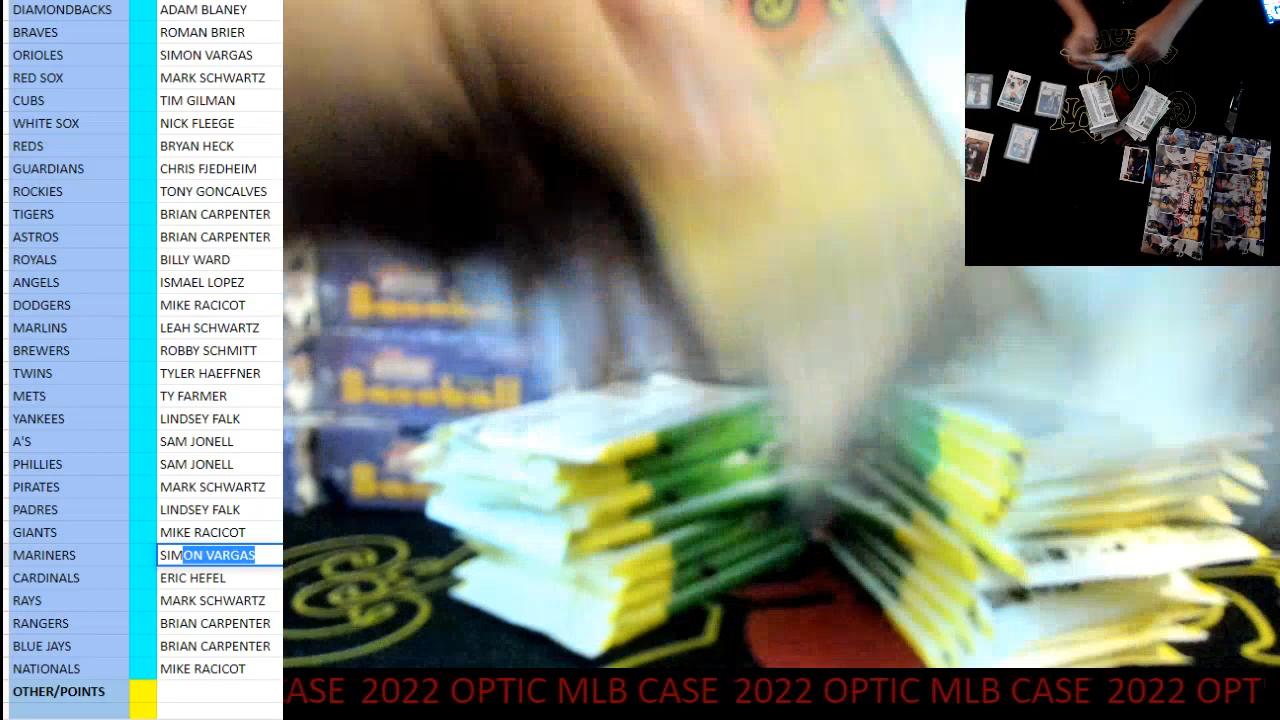 DIAMONDBACKS ADAM BLANEY
BRAVES ROMAN BRIER
ORIOLES SIMON VARGAS
RED SOX MARK SCHWARTZ
CUBS TIM GILMAN
WHITE SOX NICK FLEEGE
REDS BRYAN HECK
GUARDIANS CHRIS FJEDHEIM
ROCKIES TONY GONCALVES
TIGERS BRIAN CARPENTER
ASTROS BRIAN CARPENTER
ROYALS BILLY WARD
ANGELS ISMAEL LOPEZ
DODGERS MIKE RACICOT
MARLINS LEAH SCHWARTZ
BREWERS ROBBY SCHMITT
TWINS TYLER HAEFFNER
METS TY FARMER
YANKEES LINDSEY FALK
A'S SAM JONELL
PHILLIES SAM JONELL
PIRATES MARK SCHWARTZ
PADRES LINDSEY FALK
GIANTS MIKE RACICOT
MARINERS SIMON VARGAS
CARDINALS ERIC HEFEL
RAYS MARK SCHWARTZ
RANGERS BRIAN CARPENTER
BLUE JAYS BRIAN CARPENTER
NATIONALS MIKE RACICOT
OTHER/POINTS
Baseball
Baseball
ASE 2022 OPTIC MLB CASE 2022 OPTIC MLB CASE 2022 OPT